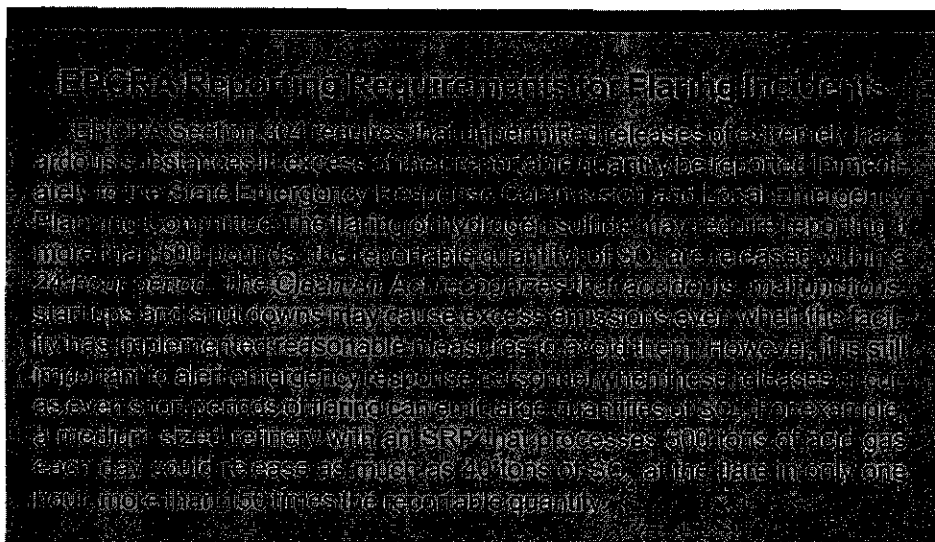 EPCRA Reporting Requirements for Flaring Incidents
EPCRA Section 304 requires that unpermitted releases of extremely haz-
ardous substances in excess of their reportable quantity be reported immedi-
ately to the State Emergency Response Commission and Local Emergency
Planning Committee. The flaring of hydrogen sulfide may require reporting if
more than 500 pounds (the reportable quantity) of SO₂ are released within a
24-hour period. The Clean Air Act recognizes that accidents, malfunctions,
start ups and shut downs may cause excess emissions even when the facil-
ity has implemented reasonable measures to avoid them. However, it is still
important to alert emergency response personnel when these releases occur
as even short periods of flaring can emit large quantities of SO₂. For example,
a medium sized refinery with an SRP that processes 500 tons of acid gas
each day could release as much as 40 tons of SO₂ at the flare in only one
hour, more than 150 times the reportable quantity.